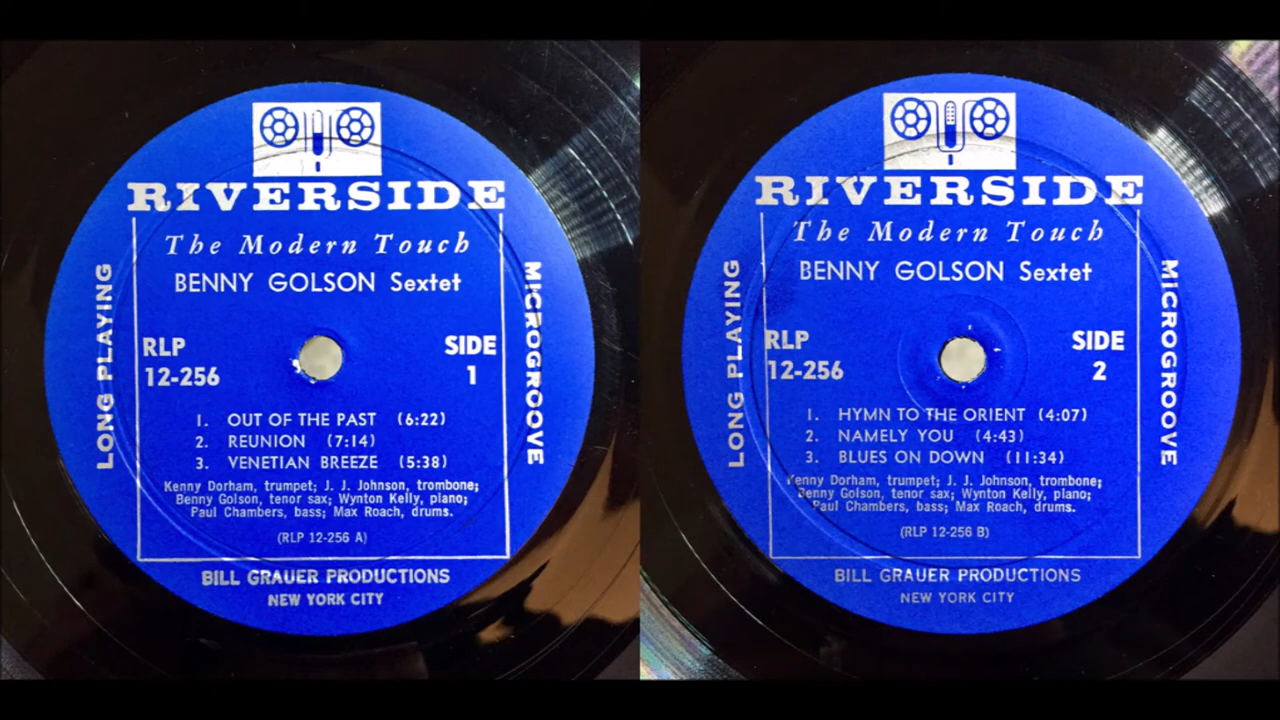 RIVERSIDE
The Modern Touch
BENNY GOLSON Sextet
LONG PLAYING
MICROGROOVE
RLP
12-256
SIDE
1
1. OUT OF THE PAST (6:22)
2. REUNION (7:14)
3. VENETIAN BREEZE (5:38)
Kenny Dorham, trumpet; J. J. Johnson, trombone;
Benny Golson, tenor sax; Wynton Kelly, piano;
Paul Chambers, bass; Max Roach, drums.
(RLP 12-256 A)
BILL GRAUER PRODUCTIONS
NEW YORK CITY
RIVERSIDE
The Modern Touch
BENNY GOLSON Sextet
LONG PLAYING
MICROGROOVE
RLP
12-256
SIDE
2
1. HYMN TO THE ORIENT (4:07)
2. NAMELY YOU (4:43)
3. BLUES ON DOWN (11:34)
Kenny Dorham, trumpet; J. J. Johnson, trombone;
Benny Golson, tenor sax; Wynton Kelly, piano;
Paul Chambers, bass; Max Roach, drums.
(RLP 12-256 B)
BILL GRAUER PRODUCTIONS
NEW YORK CITY